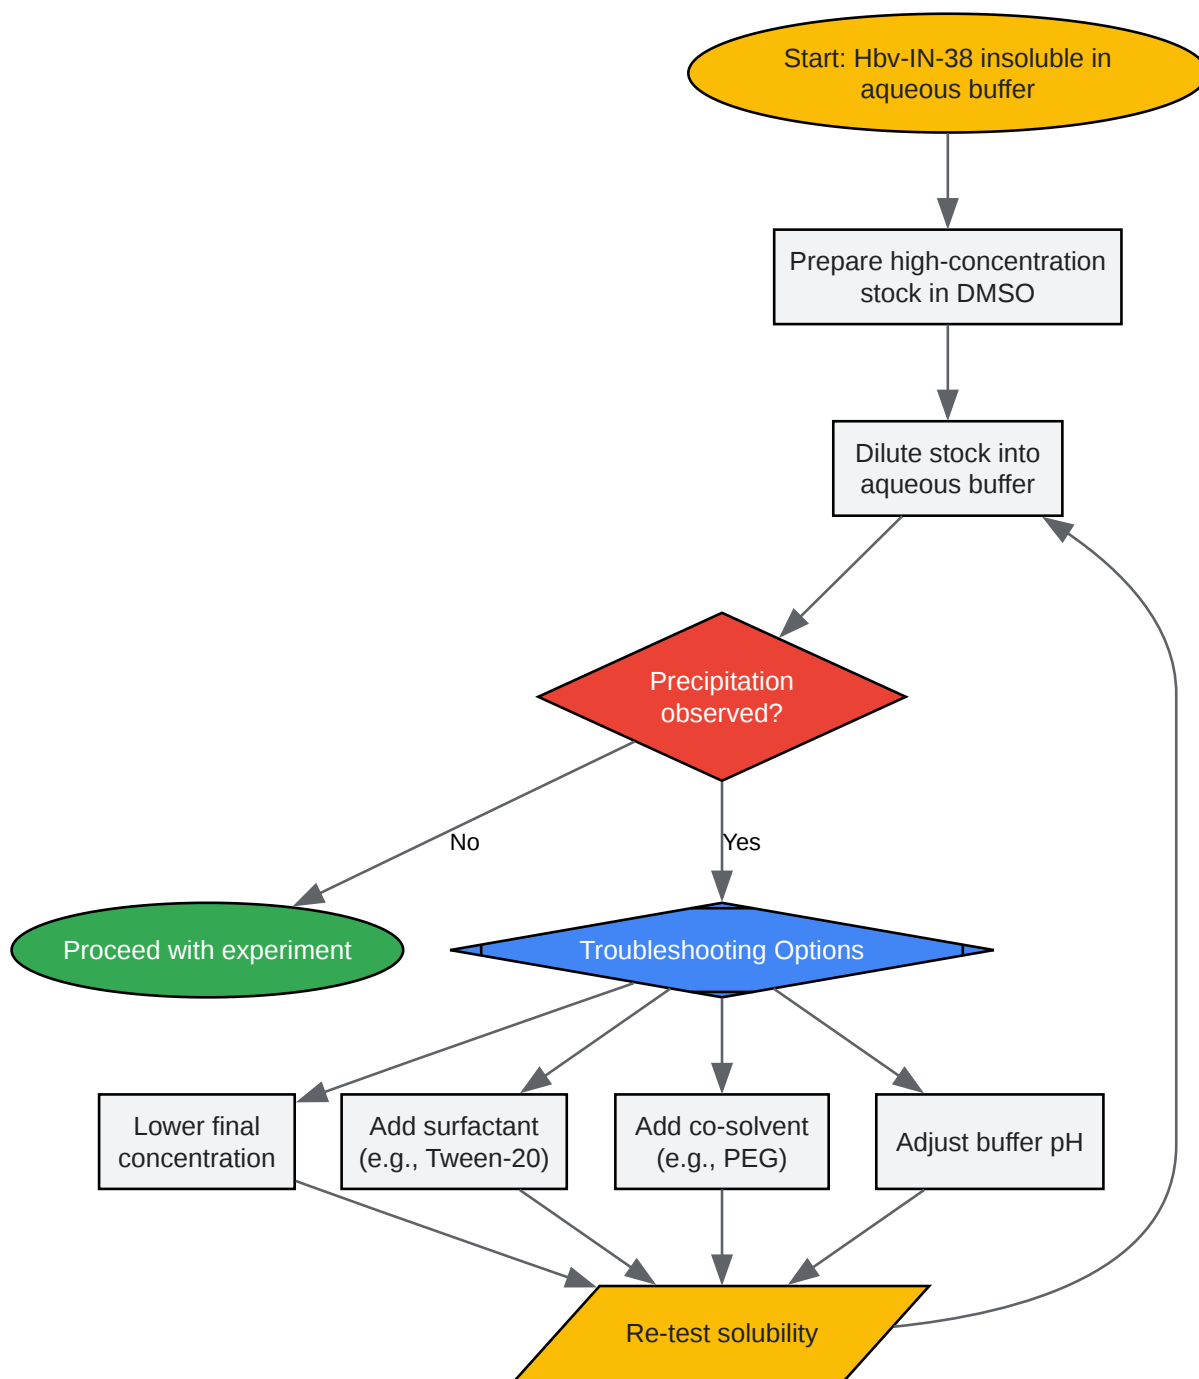 Start: Hbv-IN-38 insoluble in
aqueous buffer
Prepare high-concentration
stock in DMSO
Dilute stock into
aqueous buffer
Precipitation
observed?
No
Yes
Proceed with experiment
Troubleshooting Options
Lower final
concentration
Add surfactant
(e.g., Tween-20)
Add co-solvent
(e.g., PEG)
Adjust buffer pH
Re-test solubility